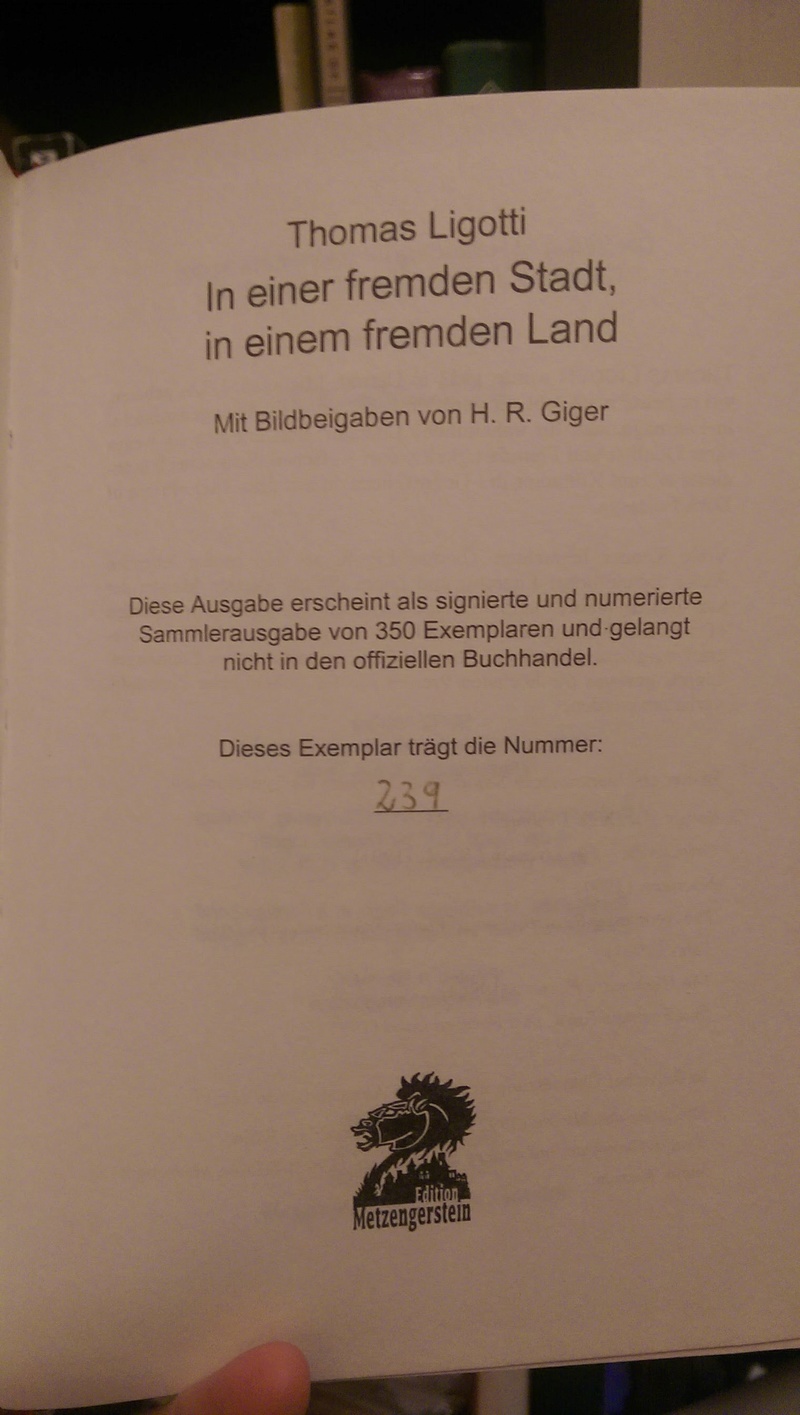 Thomas Ligotti
In einer fremden Stadt,
in einem fremden Land
Mit Bildbeigaben von H. R. Giger
Diese Ausgabe erscheint als signierte und numerierte
Sammlerausgabe von 350 Exemplaren und gelangt
nicht in den offiziellen Buchhandel.
Dieses Exemplar trägt die Nummer:
239
Edition
Metzengerstein